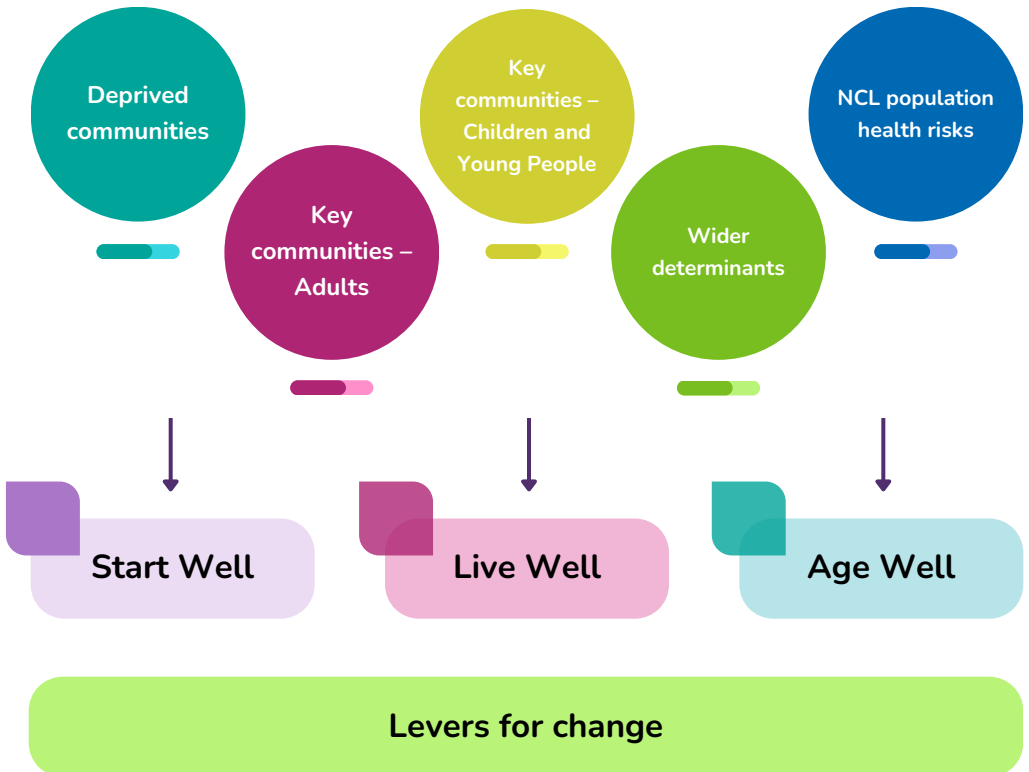 Deprived
communities
Key
communities –
Adults
Key
communities –
Children and
Young People
Wider
determinants
NCL population
health risks
Start Well
Live Well
Age Well
Levers for change